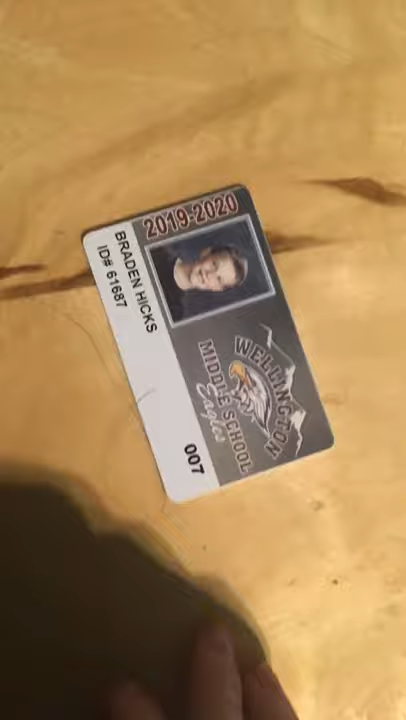 2019-2020
BRADEN HICKS
ID# 61687
WELLINGTON
MIDDLE SCHOOL
Eagles
007